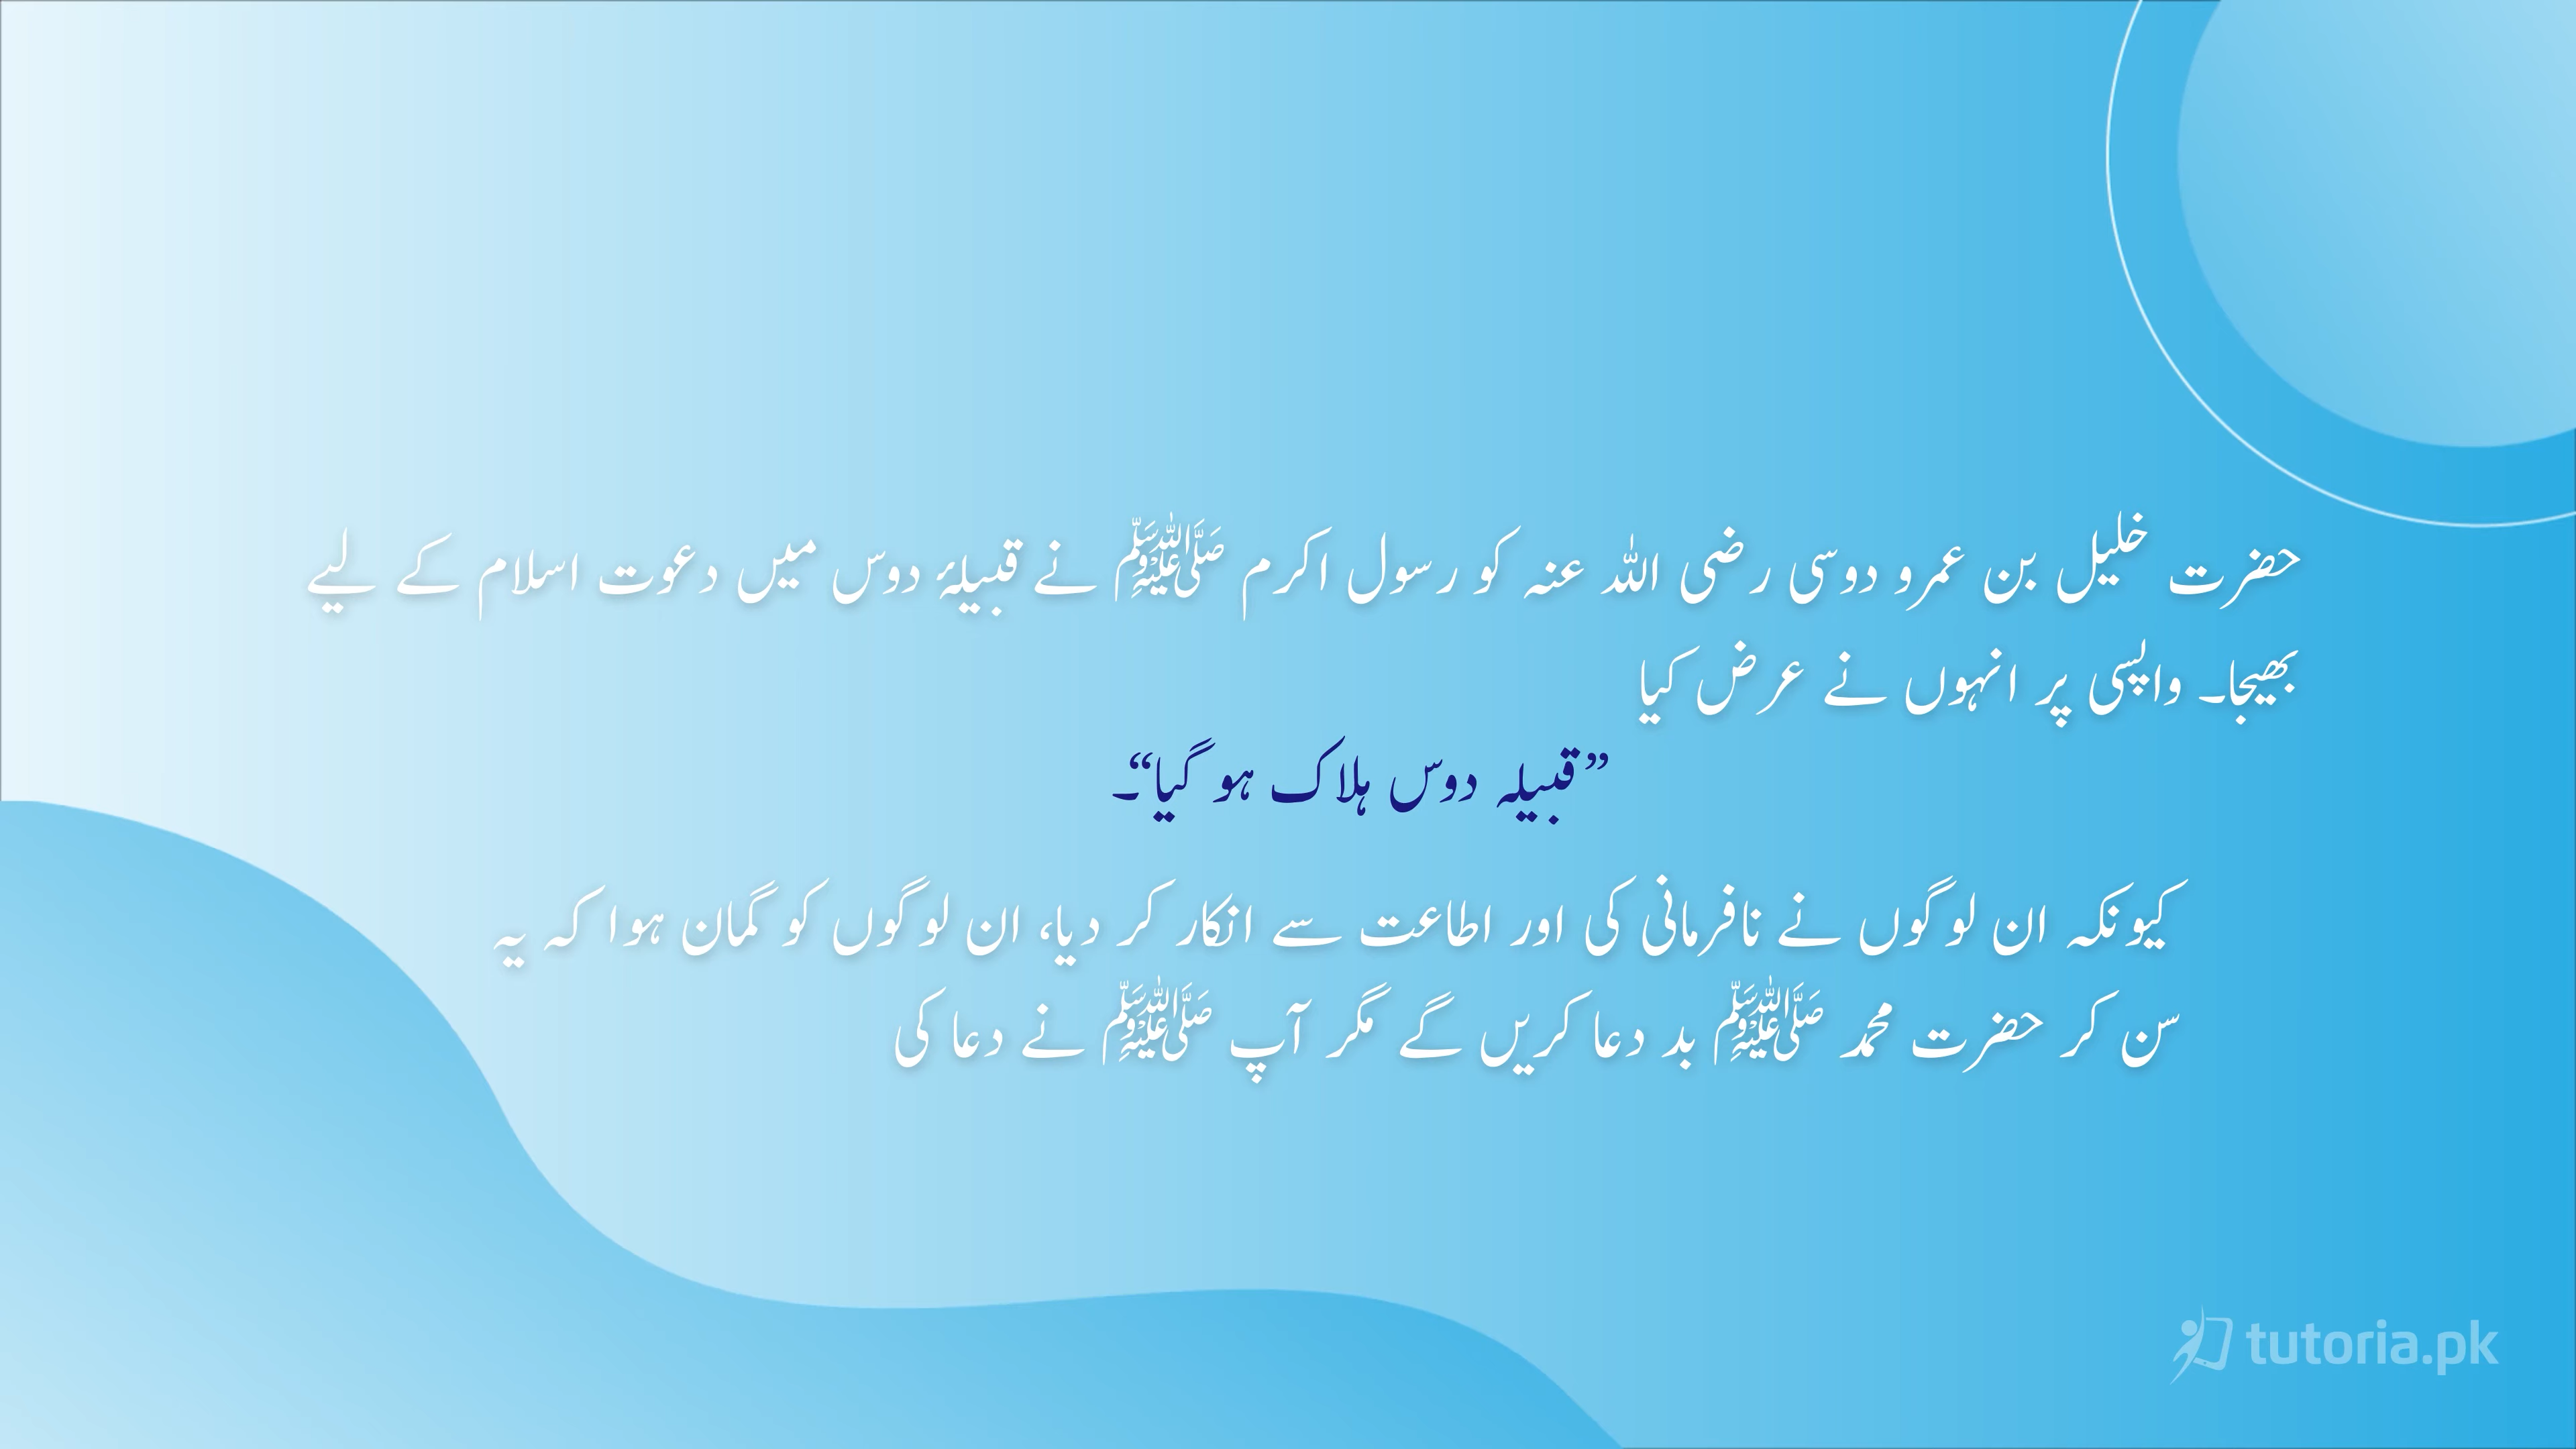 حضرت خلیل بن عمرو دوسی رضی اللہ عنہ کو رسول اکرم ﷺ نے قبیلۂ دوس میں دعوت اسلام کے لیے
بھیجا۔ واپسی پر انہوں نے عرض کیا
”قبیلہ دوس ہلاک ہو گیا“۔
کیونکہ ان لوگوں نے نافرمانی کی اور اطاعت سے انکار کر دیا، ان لوگوں کو گمان ہوا کہ یہ
سن کر حضرت محمد ﷺ بد دعا کریں گے مگر آپ ﷺ نے دعا کی
tutoria.pk